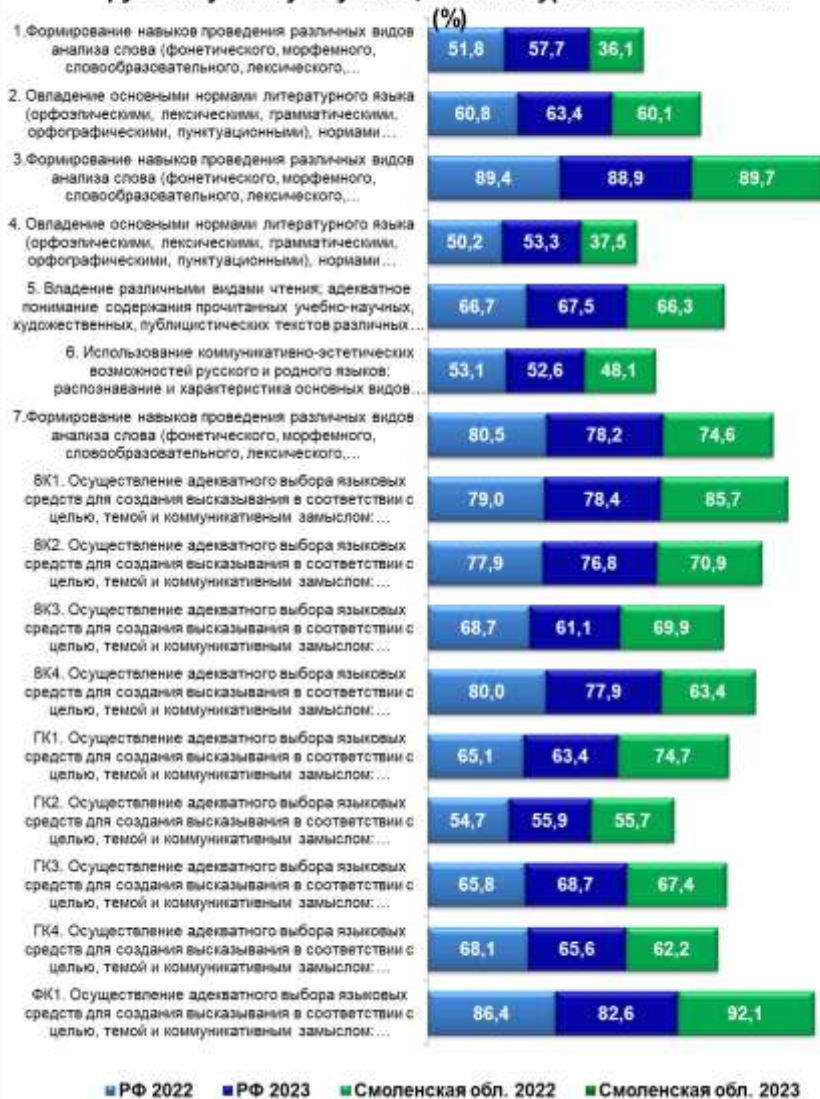 (%)
1.Формирование навыков проведения различных видов
анализа слова (фонетического, морфемного,
словообразовательного, лексического,…
51,8 57,7 36,1
2. Овладение основными нормами литературного языка
(орфоэпическими, лексическими, грамматическими,
орфографическими, пунктуационными), нормами…
60,8 63,4 60,1
3.Формирование навыков проведения различных видов
анализа слова (фонетического, морфемного,
словообразовательного, лексического,…
89,4 88,9 89,7
4. Овладение основными нормами литературного языка
(орфоэпическими, лексическими, грамматическими,
орфографическими, пунктуационными), нормами…
50,2 53,3 37,5
5. Владение различными видами чтения; адекватное
понимание содержания прочитанных учебно-научных,
художественных, публицистических текстов различных…
66,7 67,5 66,3
6. Использование коммуникативно-эстетических
возможностей русского и родного языков:
распознавание и характеристика основных видов…
53,1 52,6 48,1
7.Формирование навыков проведения различных видов
анализа слова (фонетического, морфемного,
словообразовательного, лексического,…
80,5 78,2 74,6
8К1. Осуществление адекватного выбора языковых
средств для создания высказывания в соответствии с
целью, темой и коммуникативным замыслом:…
79,0 78,4 85,7
8К2. Осуществление адекватного выбора языковых
средств для создания высказывания в соответствии с
целью, темой и коммуникативным замыслом:…
77,9 76,8 70,9
8К3. Осуществление адекватного выбора языковых
средств для создания высказывания в соответствии с
целью, темой и коммуникативным замыслом:…
68,7 61,1 69,9
8К4. Осуществление адекватного выбора языковых
средств для создания высказывания в соответствии с
целью, темой и коммуникативным замыслом:…
80,0 77,9 63,4
ГК1. Осуществление адекватного выбора языковых
средств для создания высказывания в соответствии с
целью, темой и коммуникативным замыслом:…
65,1 63,4 74,7
ГК2. Осуществление адекватного выбора языковых
средств для создания высказывания в соответствии с
целью, темой и коммуникативным замыслом:…
54,7 55,9 55,7
ГК3. Осуществление адекватного выбора языковых
средств для создания высказывания в соответствии с
целью, темой и коммуникативным замыслом:…
65,8 68,7 67,4
ГК4. Осуществление адекватного выбора языковых
средств для создания высказывания в соответствии с
целью, темой и коммуникативным замыслом:…
68,1 65,6 62,2
ФК1. Осуществление адекватного выбора языковых
средств для создания высказывания в соответствии с
целью, темой и коммуникативным замыслом:…
86,4 82,6 92,1
РФ 2022 РФ 2023 Смоленская обл. 2022 Смоленская обл. 2023